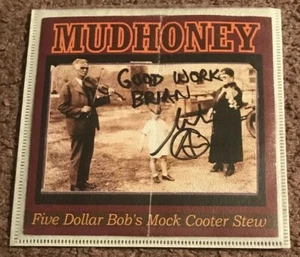 MUDHONEY
GOOD WORK
BRIAN
Five Dollar Bob's Mock Cooter Stew